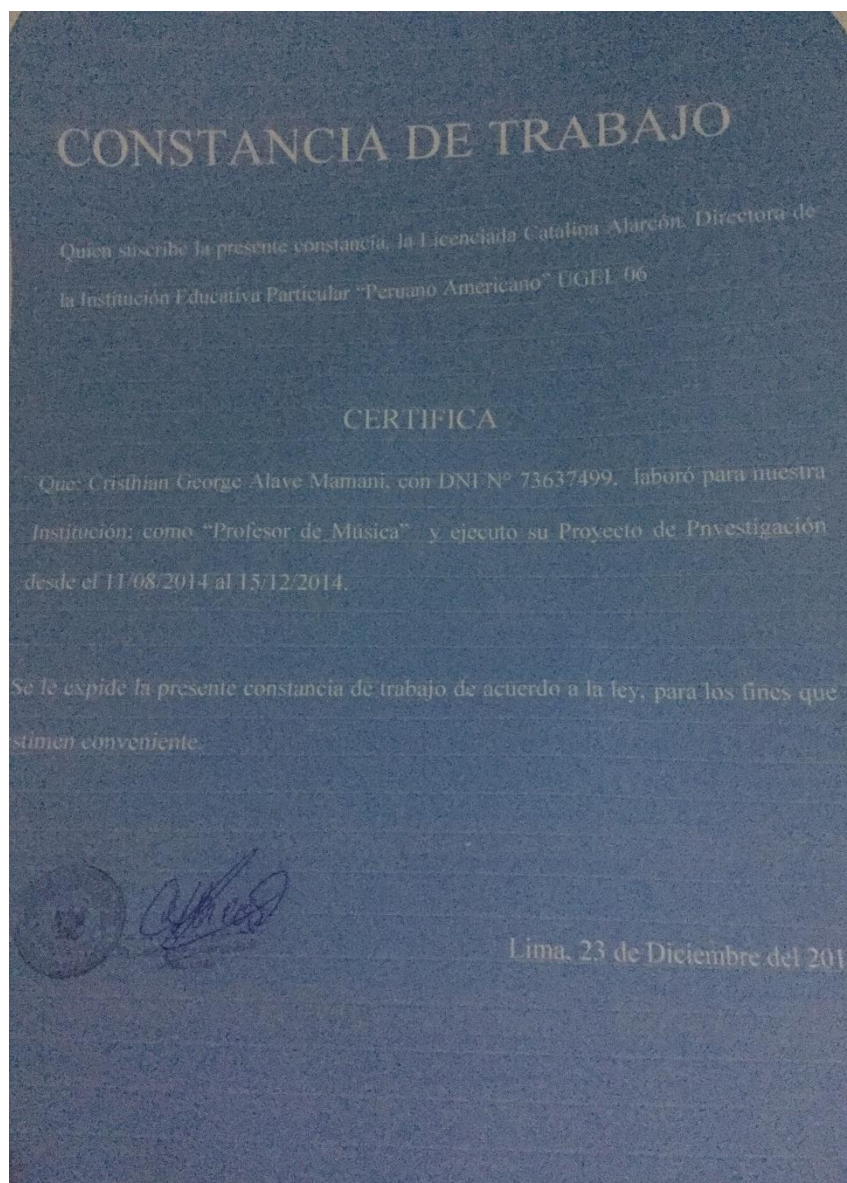 CONSTANCIA DE TRABAJO
Quien suscribe la presente constancia, la Licenciada Catalina Alarcón, Directora de
la Institución Educativa Particular “Peruano Americano” UGEL 06
CERTIFICA
Que: Cristhian George Alave Mamani, con DNI N° 73637499, laboró para nuestra
Institución; como “Profesor de Música” y ejecuto su Proyecto de Pnvestigación
desde el 11/08/2014 al 15/12/2014.
Se le expide la presente constancia de trabajo de acuerdo a la ley, para los fines que
stimen conveniente.
Lima, 23 de Diciembre del 201